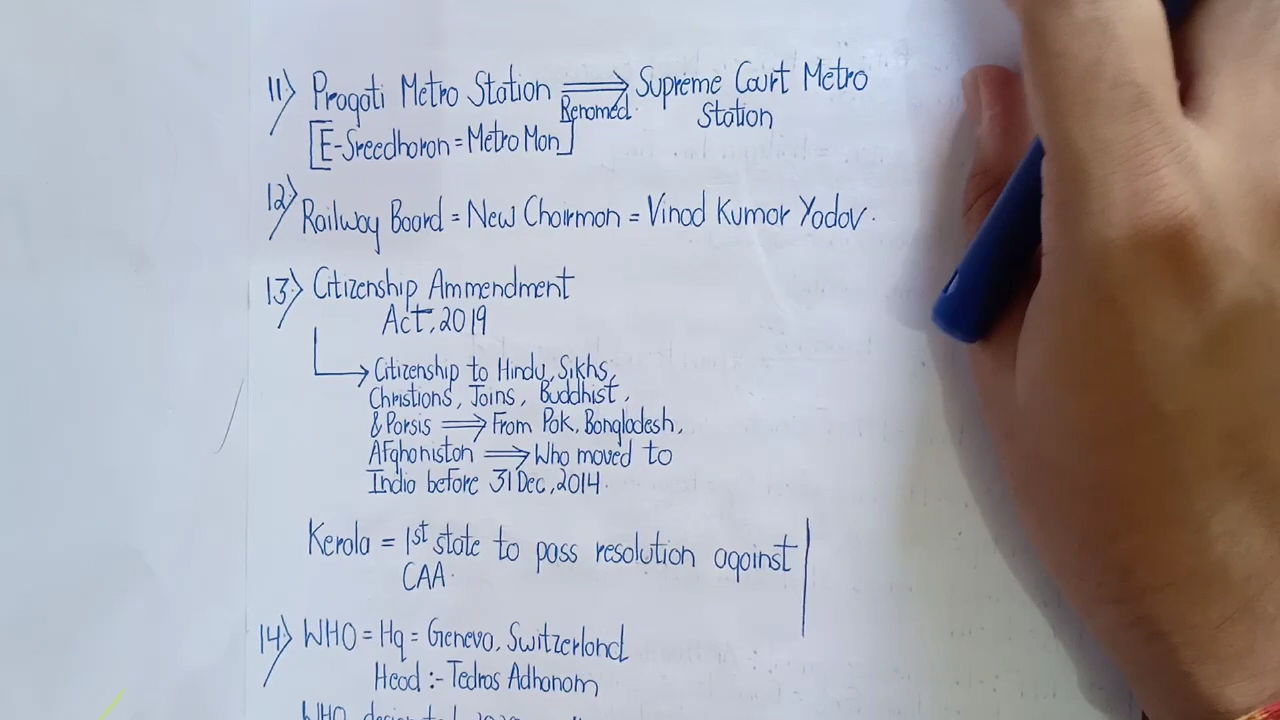 11) Pragati Metro Station ⟹ Supreme Court Metro
Renamed. Station
[E-Sreedharan = Metro Man]
12) Railway Board = New Chairman = Vinod Kumar Yadav.
13) Citizenship Ammendment
Act, 2019
→ Citizenship to Hindu, Sikhs,
Christians, Jains, Buddhist,
& Parsis ⟹ From Pak, Bangladesh,
Afghanistan ⟹ Who moved to
India before 31 Dec, 2014.
Kerala = 1st state to pass resolution against
CAA.
14) WHO = Hq = Geneva, Switzerland
Head :- Tedros Adhanom
WHO